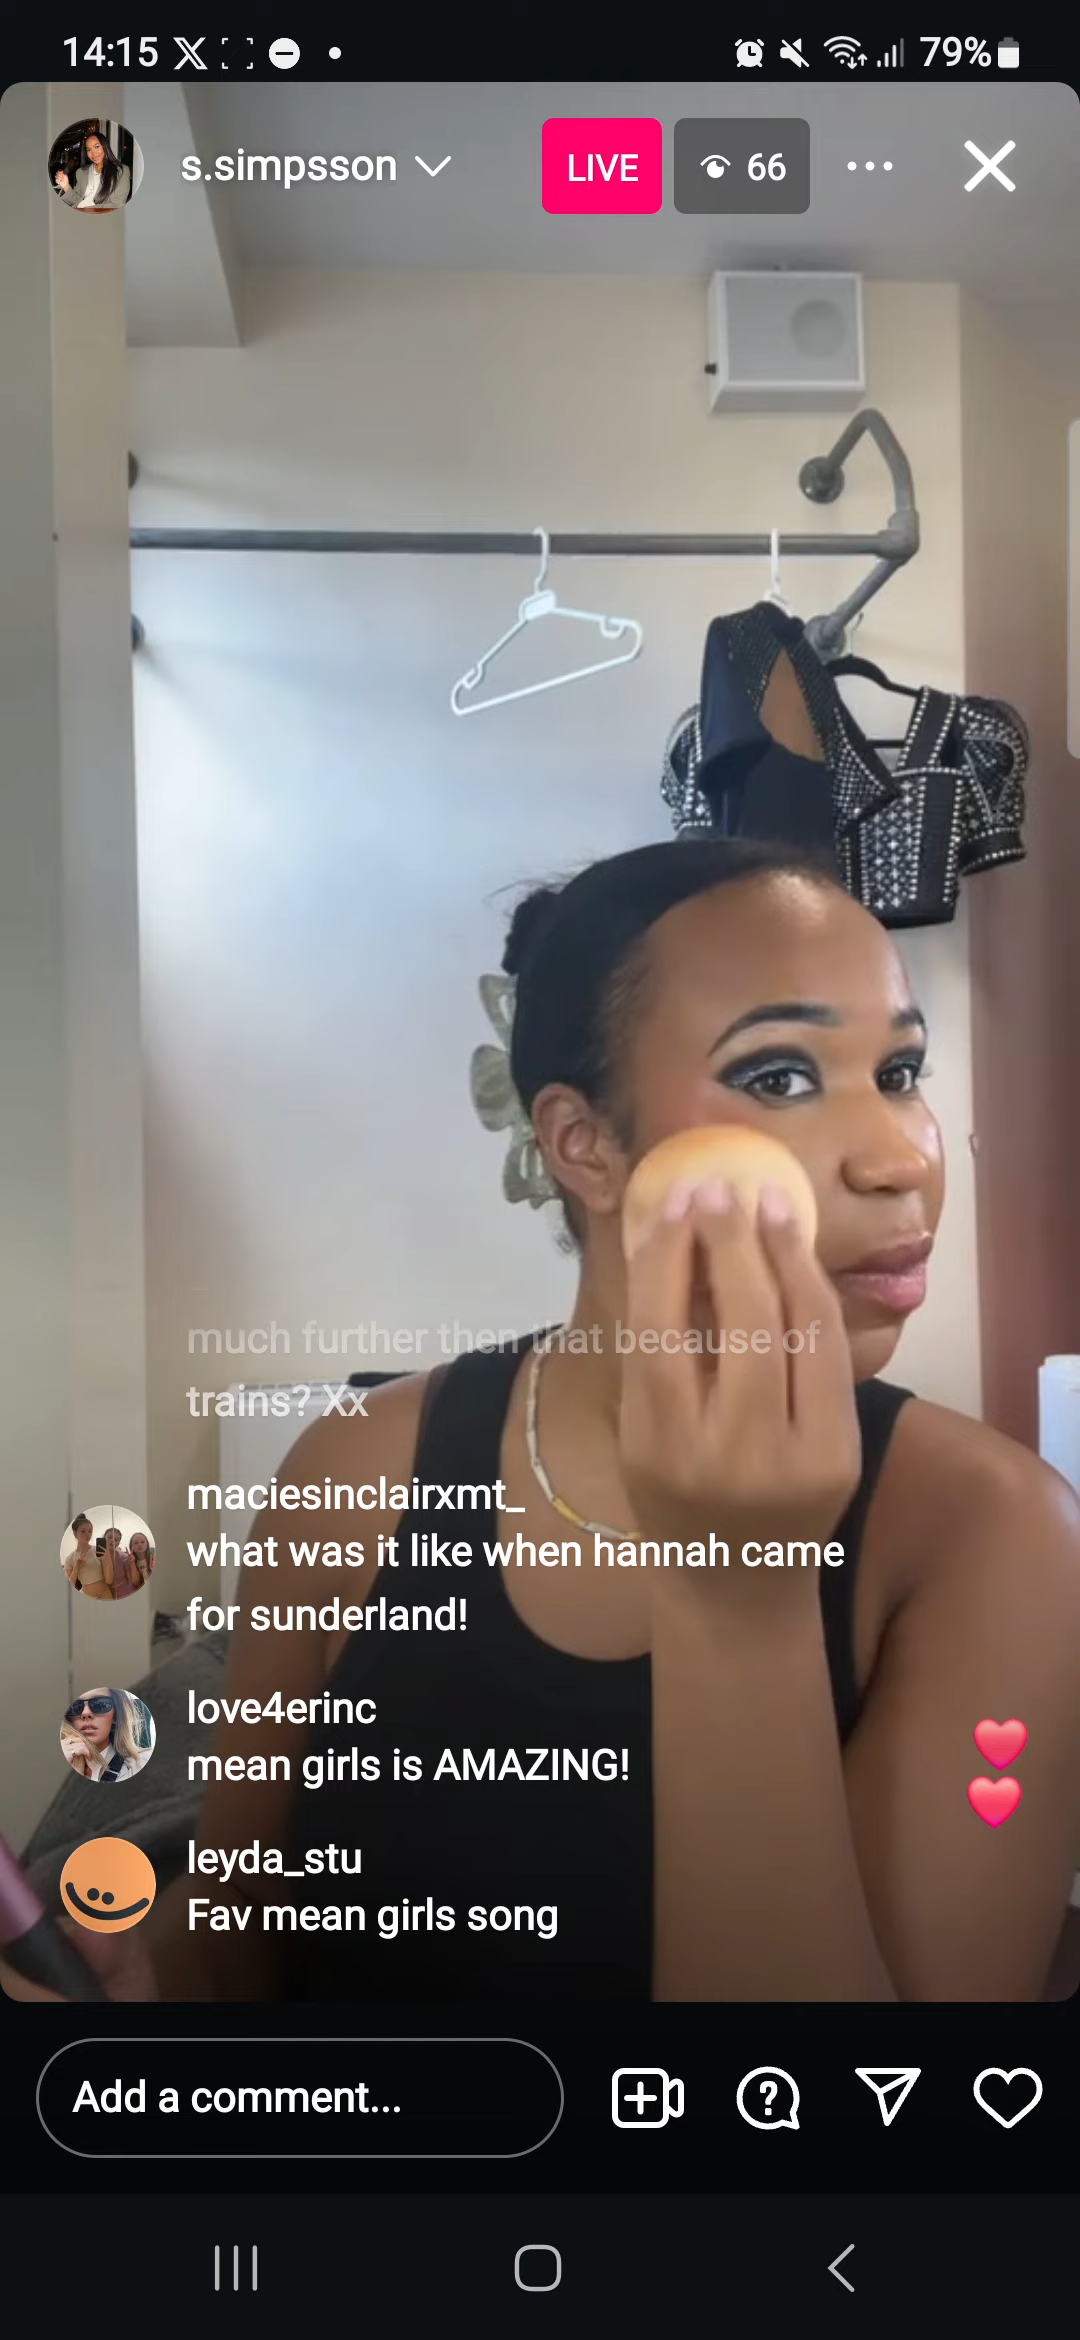 14:15
79%
s.simpsson
LIVE
66
much further then that because of
trains? Xx
maciesinclairxmt_
what was it like when hannah came
for sunderland!
love4erinc
mean girls is AMAZING!
leyda_stu
Fav mean girls song
Add a comment...